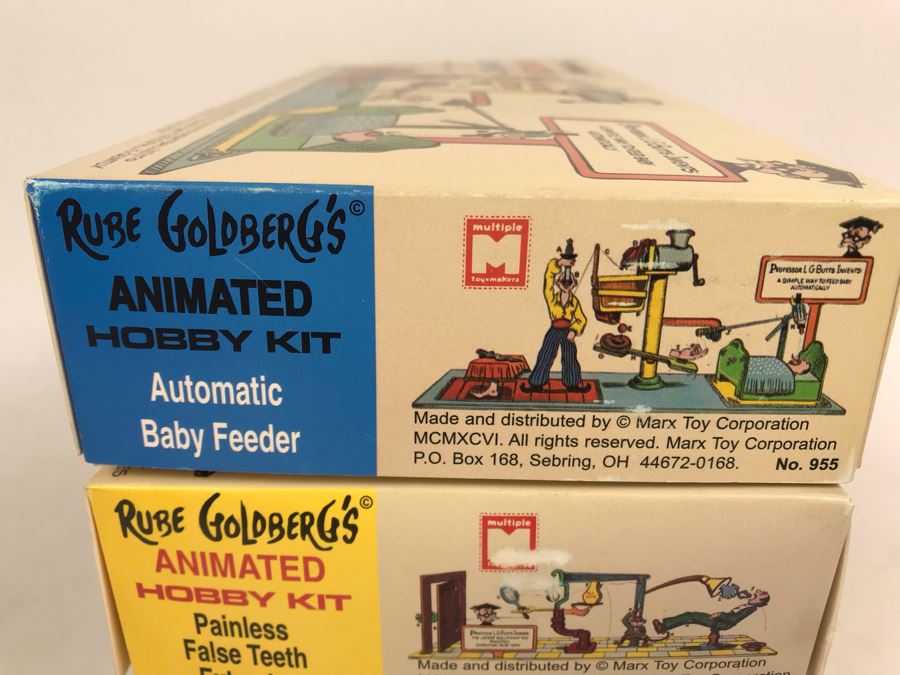 RUBE GOLDBERG'S©
ANIMATED
HOBBY KIT
Automatic
Baby Feeder
multiple
M
toymakers
PROFESSOR L.G. BUTTS INVENTS
A SIMPLE WAY TO FEED BABY
AUTOMATICALLY
Made and distributed by © Marx Toy Corporation
MCMXCVI. All rights reserved. Marx Toy Corporation
P.O. Box 168, Sebring, OH 44672-0168. No. 955
RUBE GOLDBERG'S©
ANIMATED
HOBBY KIT
Painless
False Teeth
multiple
PROFESSOR L.G. BUTTS INVENTS
Made and distributed by © Marx Toy Corporation